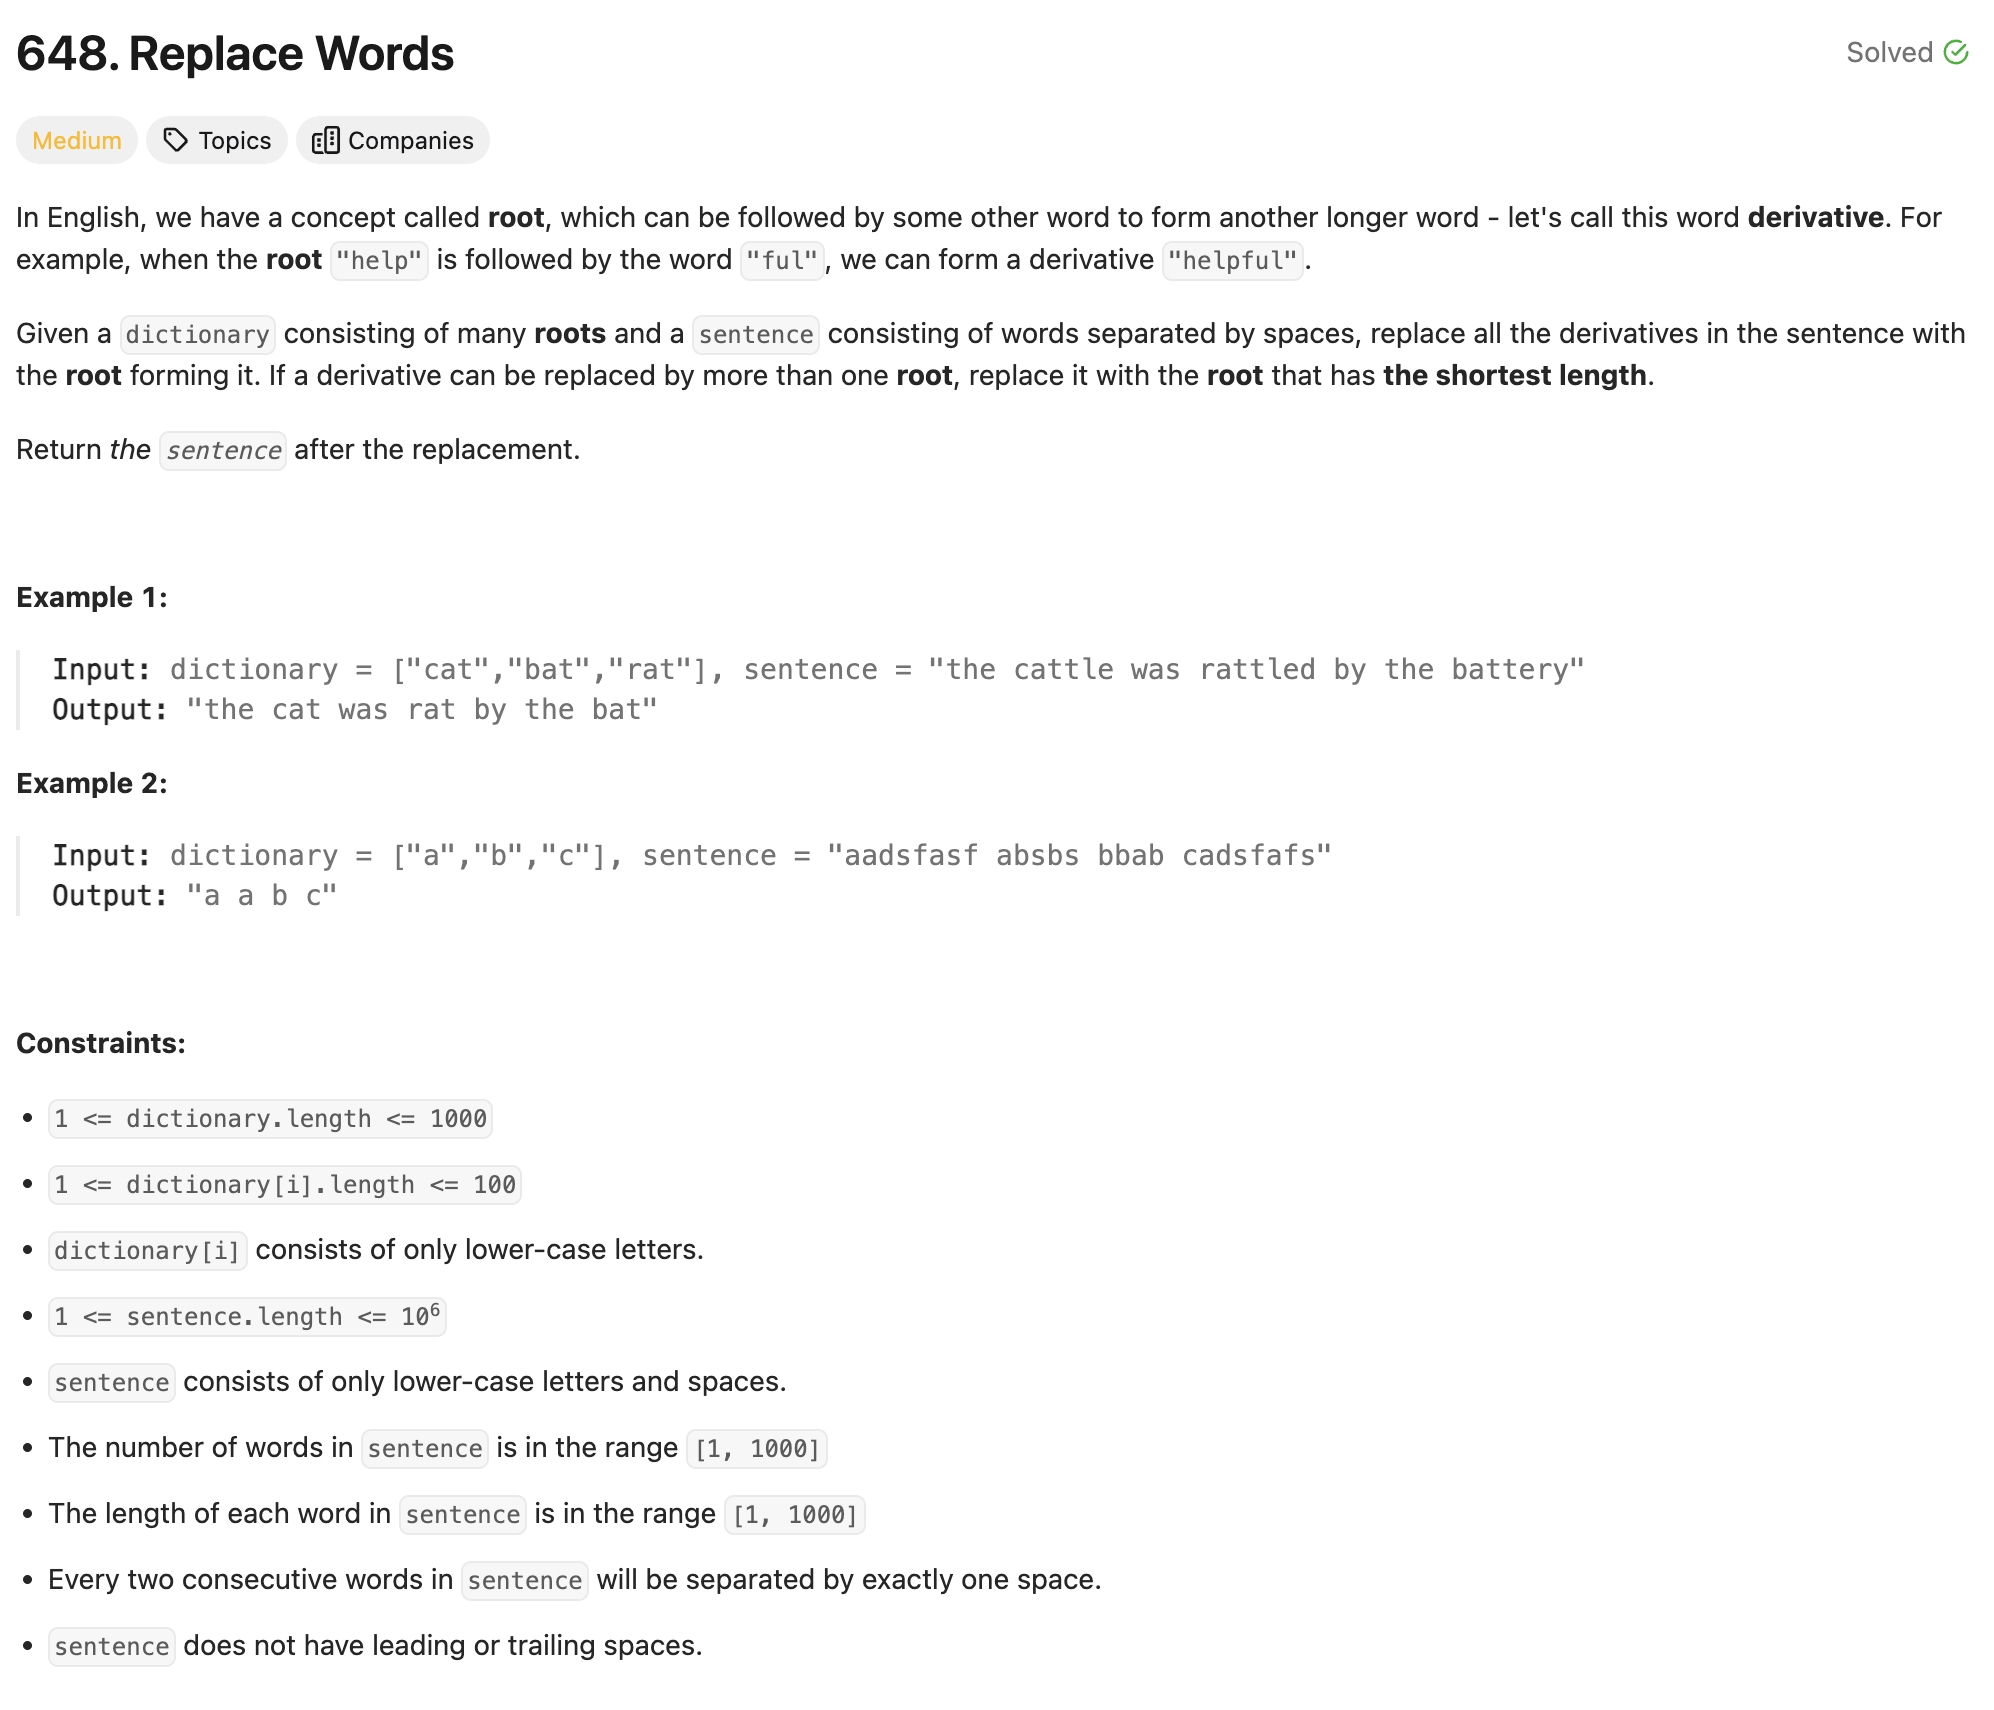 648. Replace Words
Solved
Medium Topics Companies
In English, we have a concept called root, which can be followed by some other word to form another longer word - let's call this word derivative. For
example, when the root "help" is followed by the word "ful", we can form a derivative "helpful".
Given a dictionary consisting of many roots and a sentence consisting of words separated by spaces, replace all the derivatives in the sentence with
the root forming it. If a derivative can be replaced by more than one root, replace it with the root that has the shortest length.
Return the sentence after the replacement.
Example 1:
Input: dictionary = ["cat","bat","rat"], sentence = "the cattle was rattled by the battery"
Output: "the cat was rat by the bat"
Example 2:
Input: dictionary = ["a","b","c"], sentence = "aadsfasf absbs bbab cadsfafs"
Output: "a a b c"
Constraints:
• 1 <= dictionary.length <= 1000
• 1 <= dictionary[i].length <= 100
• dictionary[i] consists of only lower-case letters.
• 1 <= sentence.length <= 10⁶
• sentence consists of only lower-case letters and spaces.
• The number of words in sentence is in the range [1, 1000]
• The length of each word in sentence is in the range [1, 1000]
• Every two consecutive words in sentence will be separated by exactly one space.
• sentence does not have leading or trailing spaces.